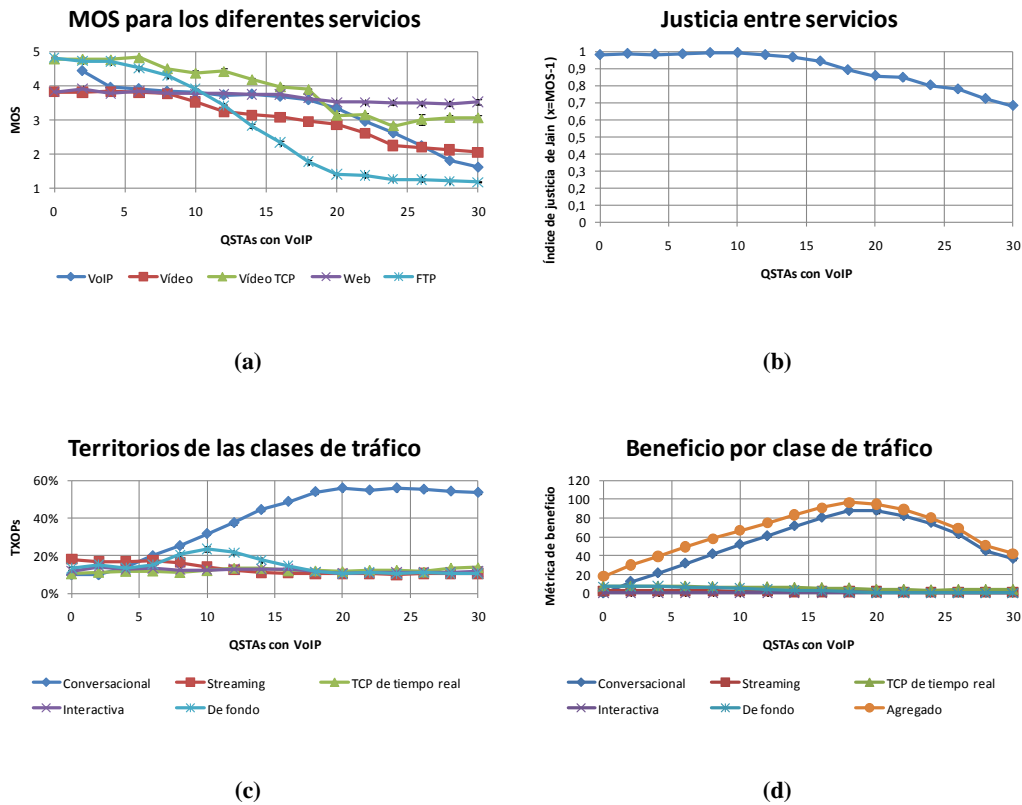 MOS para los diferentes servicios
5
4
3
2
1
MOS
0 5 10 15 20 25 30
QSTAs con VoIP
VoIP Vídeo Vídeo TCP Web FTP
(a)
Justicia entre servicios
1
0,9
0,8
0,7
0,6
0,5
0,4
0,3
0,2
0,1
0
Índice de justicia de Jain (x=MOS-1)
0 5 10 15 20 25 30
QSTAs con VoIP
(b)
Territorios de las clases de tráfico
60%
40%
20%
0%
TXOPs
0 5 10 15 20 25 30
QSTAs con VoIP
Conversacional Streaming TCP de tiempo real
Interactiva De fondo
(c)
Beneficio por clase de tráfico
120
100
80
60
40
20
0
Métrica de beneficio
0 5 10 15 20 25 30
QSTAs con VoIP
Conversacional Streaming TCP de tiempo real
Interactiva De fondo Agregado
(d)